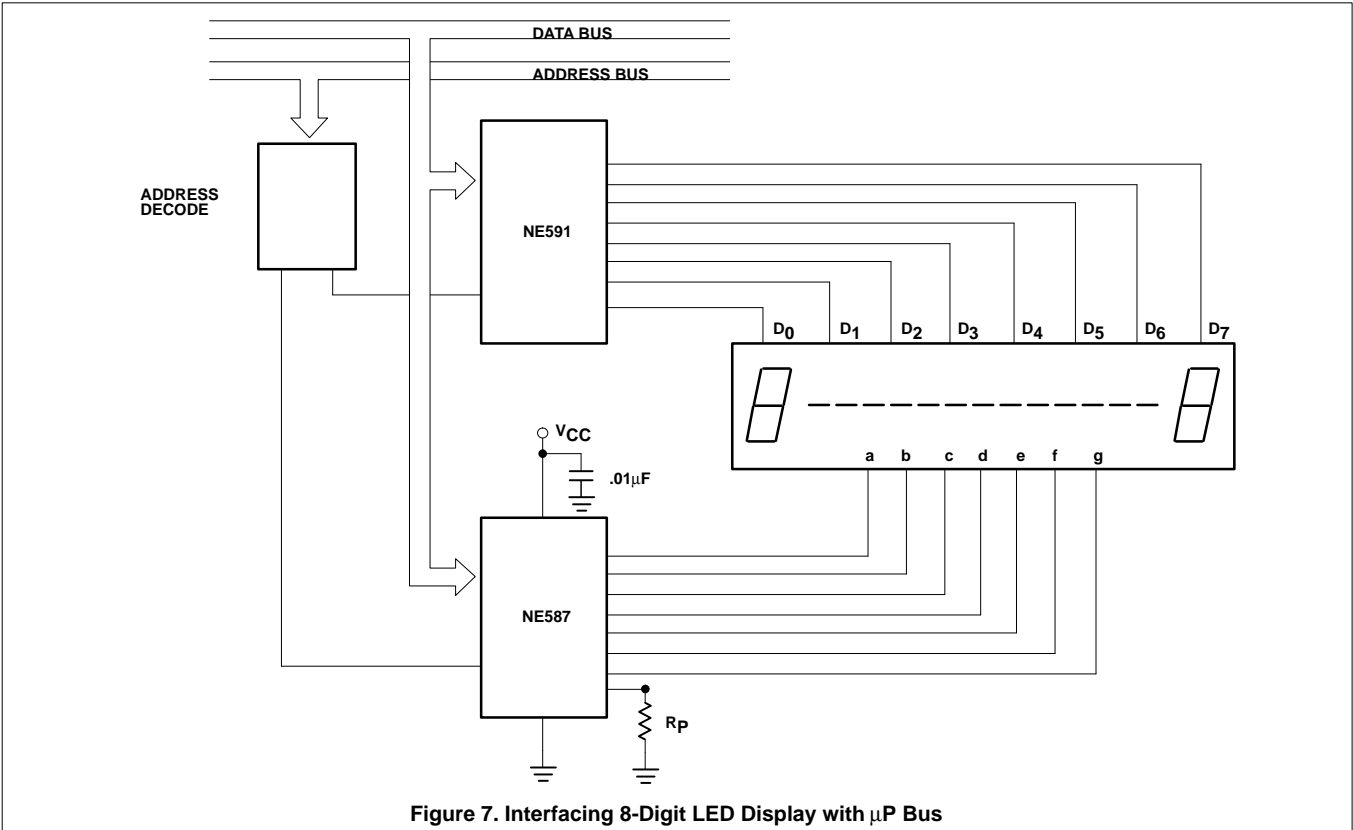 DATA BUS
ADDRESS BUS
ADDRESS
DECODE
NE591
D0 D1 D2 D3 D4 D5 D6 D7
a b c d e f g
VCC
.01µF
NE587
RP
Figure 7. Interfacing 8-Digit LED Display with µP Bus